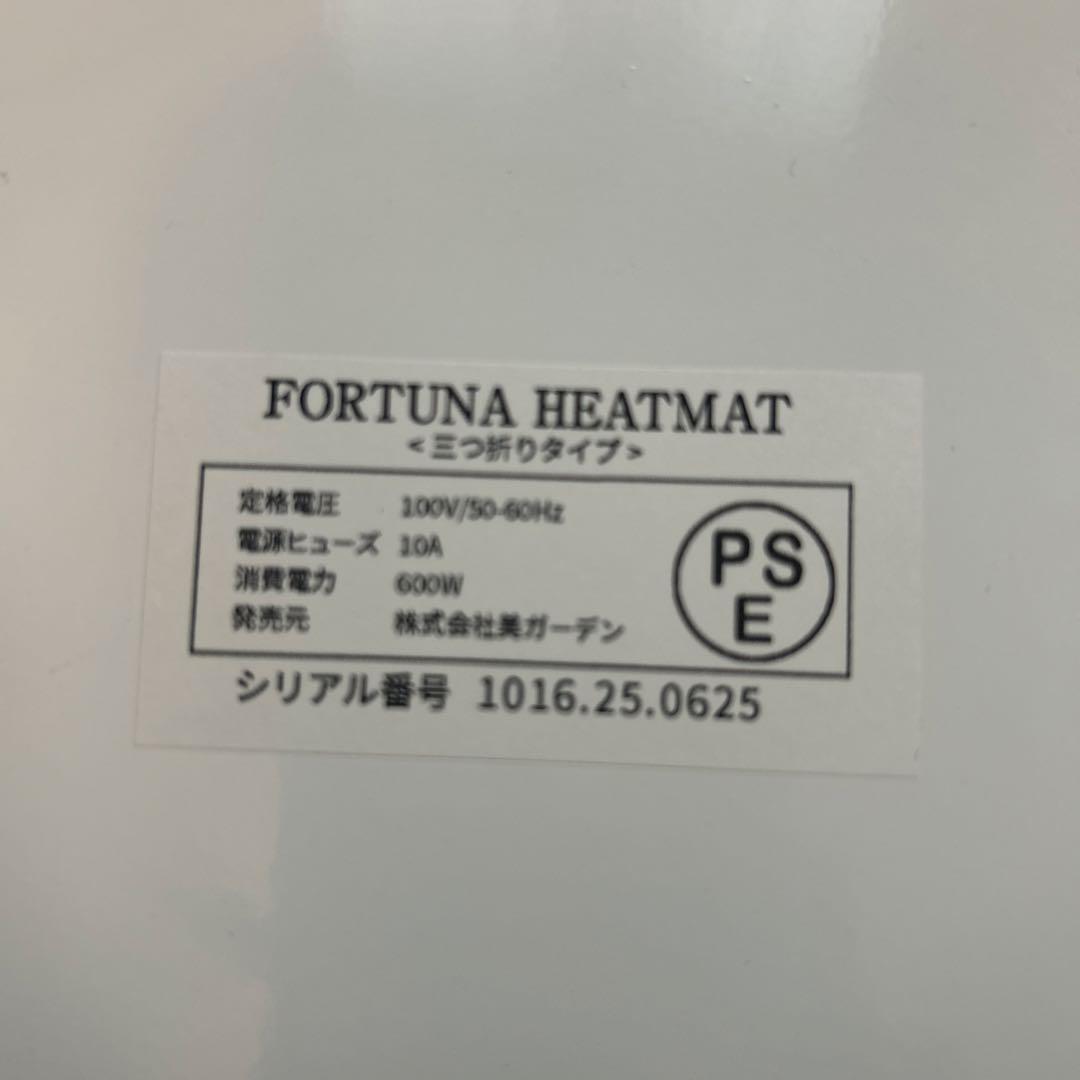 FORTUNA HEATMAT
<三つ折りタイプ>
定格電圧 100V/50-60Hz
電源ヒューズ 10A
消費電力 600W
発売元 株式会社美ガーデン
PS
E
シリアル番号 1016.25.0625